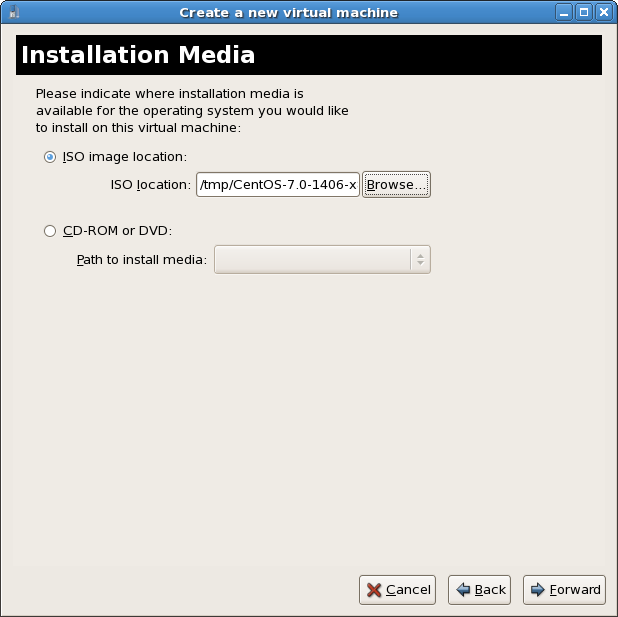 Create a new virtual machine
Installation Media
Please indicate where installation media is
available for the operating system you would like
to install on this virtual machine:
ISO image location:
ISO location: /tmp/CentOS-7.0-1406-x Browse...
CD-ROM or DVD:
Path to install media:
Cancel Back Forward